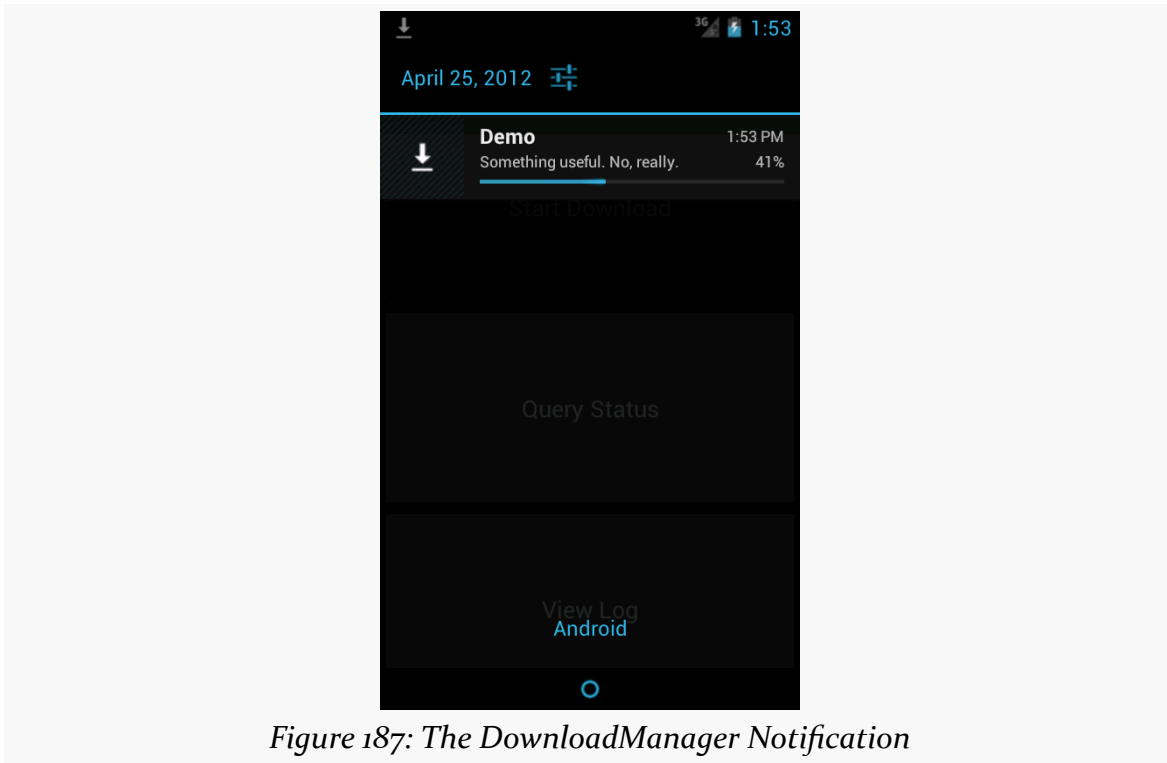 3G 1:53
April 25, 2012
Demo 1:53 PM
Something useful. No, really. 41%
Start Download
Query Status
View Log
Android
Figure 187: The DownloadManager Notification